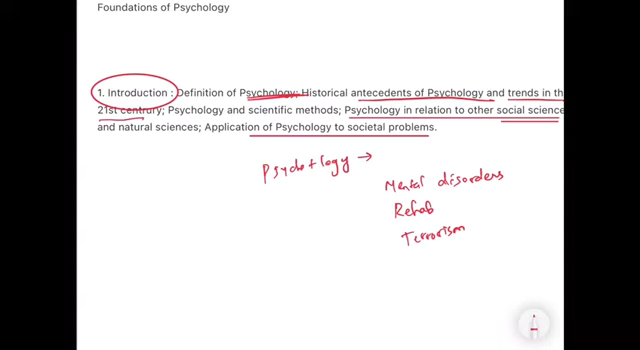 Foundations of Psychology
1. Introduction : Definition of Psychology; Historical antecedents of Psychology and trends in th
21st centrury; Psychology and scientific methods; Psychology in relation to other social science
and natural sciences; Application of Psychology to societal problems.
Psyche + logy →
Mental disorders
Rehab
Terrorism